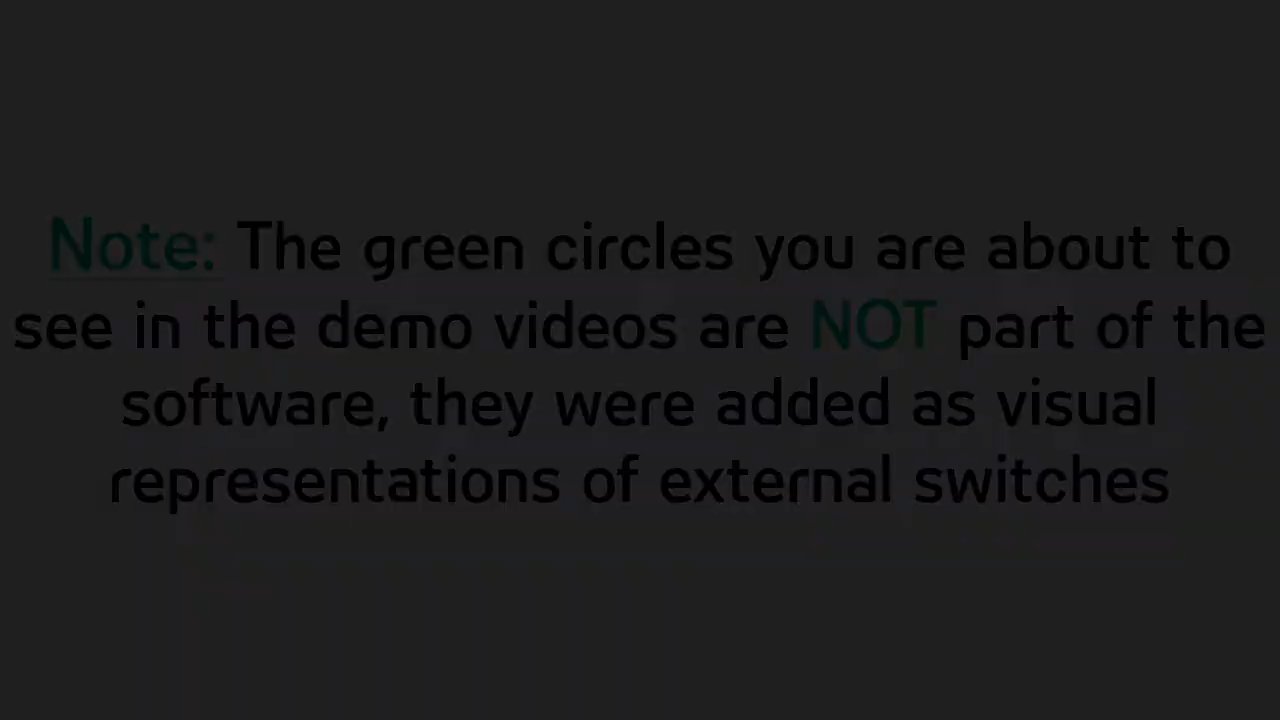 Note: The green circles you are about to
see in the demo videos are NOT part of the
software, they were added as visual
representations of external switches